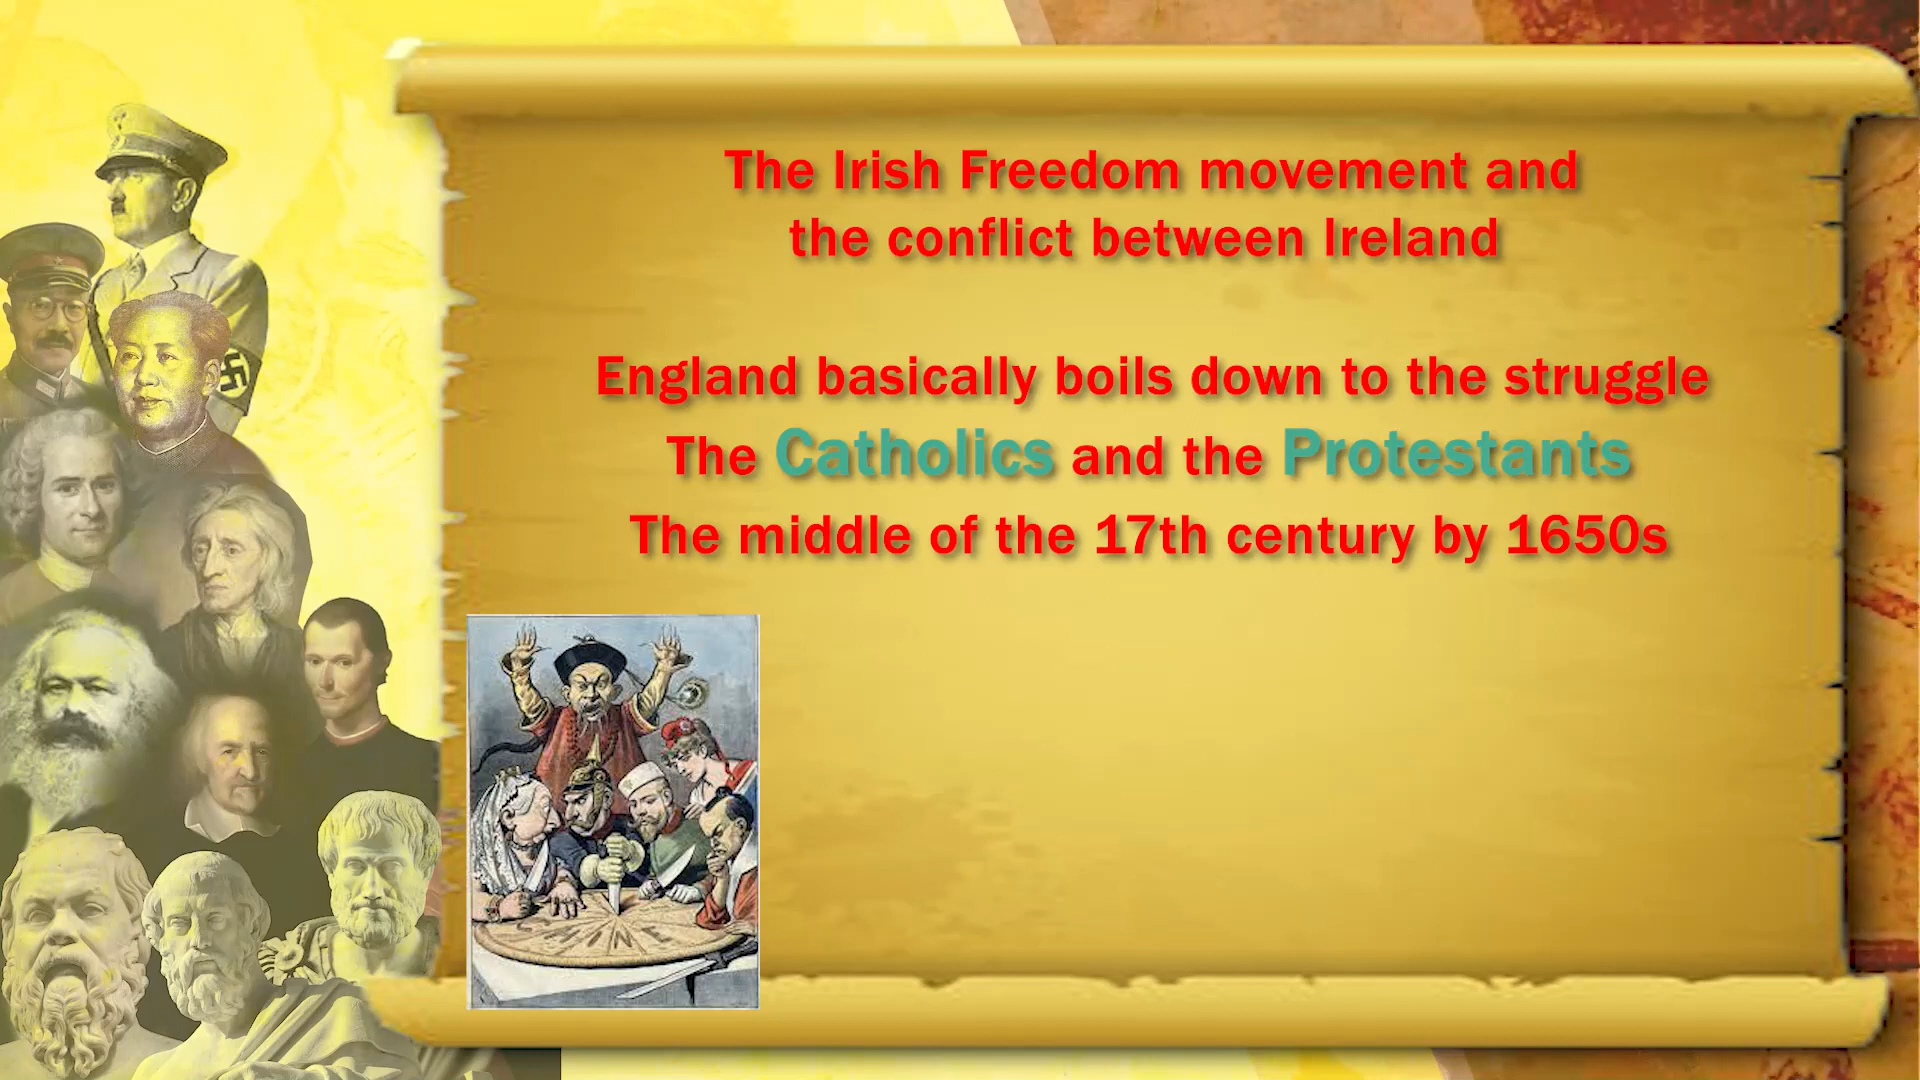 The Irish Freedom movement and
the conflict between Ireland
England basically boils down to the struggle
The Catholics and the Protestants
The middle of the 17th century by 1650s
CHINE